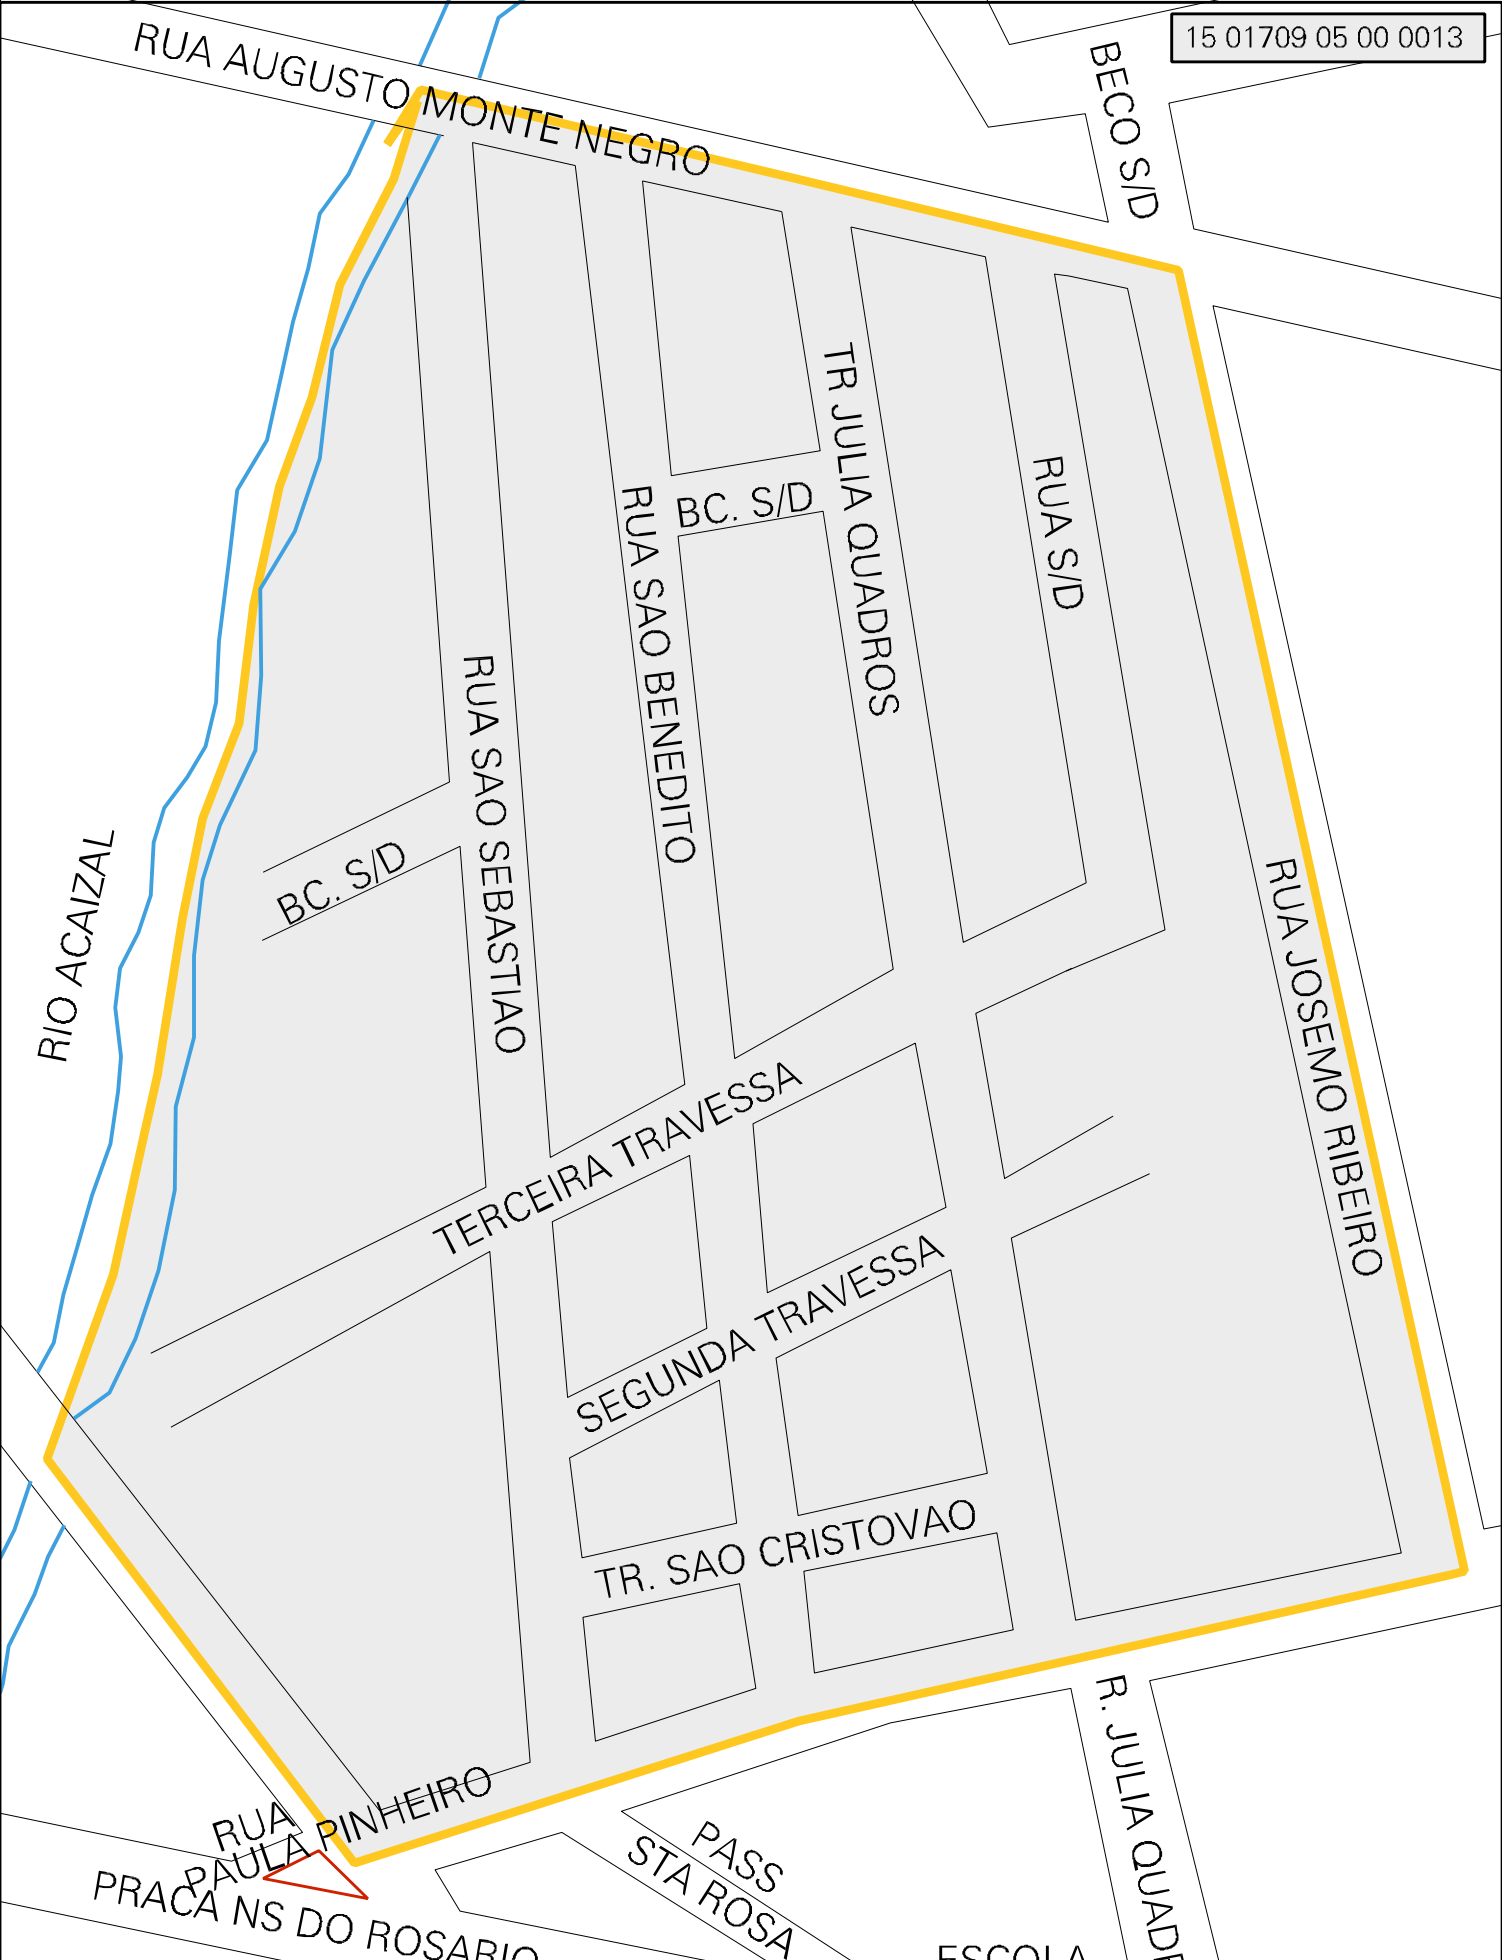 15 01709 05 00 0013
RUA AUGUSTO MONTE NEGRO
BECO S/D
TR JULIA QUADROS
RUA S/D
BC. S/D
RUA SAO BENEDITO
RUA SAO SEBASTIAO
BC. S/D
RIO ACAIZAL
RUA JOSEMO RIBEIRO
TERCEIRA TRAVESSA
SEGUNDA TRAVESSA
TR. SAO CRISTOVAO
R. JULIA QUADR
RUA
PAULA PINHEIRO
PRACA NS DO ROSARIO
PASS
STA ROSA
ESCOLA